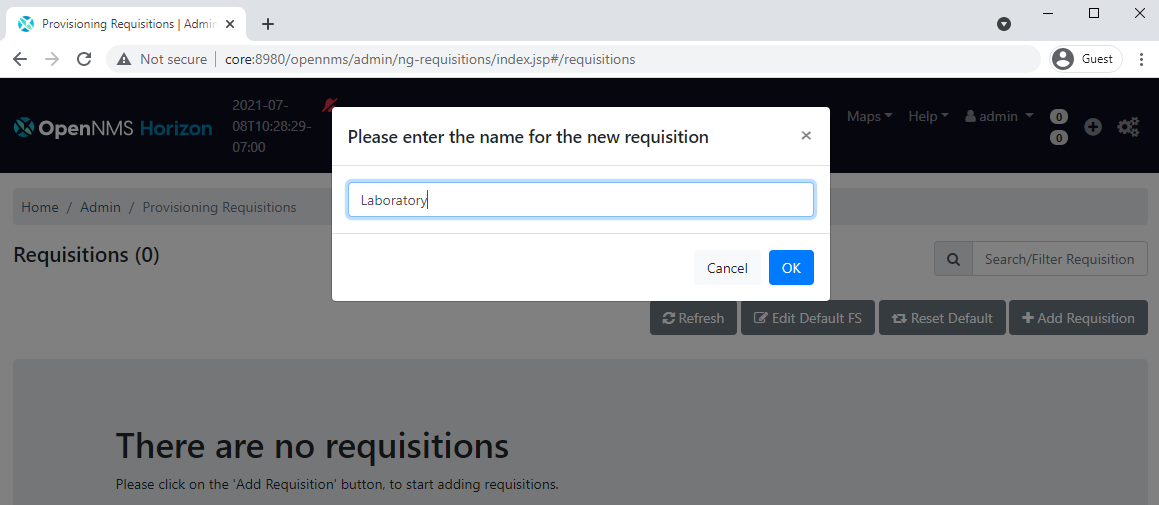 Provisioning Requisitions | Admin
Not secure | core:8980/opennms/admin/ng-requisitions/index.jsp#/requisitions
Guest
OpenNMS Horizon
2021-07-
08T10:28:29-
07:00
Maps
Help
admin
0
0
Please enter the name for the new requisition
×
Laboratory
Cancel
OK
Home / Admin / Provisioning Requisitions
Requisitions (0)
Search/Filter Requisition
Refresh
Edit Default FS
Reset Default
Add Requisition
There are no requisitions
Please click on the 'Add Requisition' button, to start adding requisitions.